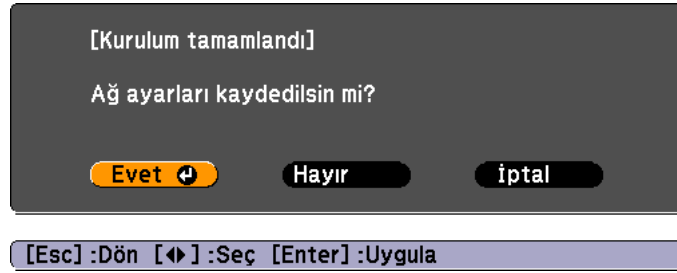 [Kurulum tamamlandı]
Ağ ayarları kaydedilsin mi?
Evet Hayır İptal
[Esc] :Dön [◆] :Seç [Enter] :Uygula